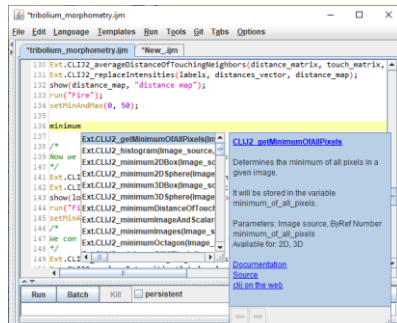 *tribolium_morphometry.ijm
File Edit Language Templates Run Tools Git Tabs Options
*tribolium_morphometry.ijm *New_.ijm
130 Ext.CLIJ2_averageDistanceOfTouchingNeighbors(distance_matrix, touch_matrix,
131 Ext.CLIJ2_replaceIntensities(labels, distances_vector, distance_map);
132 show(distance_map, "distance map");
133 run("Fire");
134 setMinAndMax(0, 50);
135
136 minimum
137
138 /*
139 Now we
140 */
141 Ext.CLI
142 Ext.CLI
143 show(lo
144 run("Fi
145 setMinA
146 /*
147 We can
148 */
149 Ext.CLI
Ext.CLIJ2_getMinimumOfAllPixels(Im
Ext.CLIJ2_histogram(Image_source,
Ext.CLIJ2_minimum2DBox(Image_sc
Ext.CLIJ2_minimum2DSphere(Image
Ext.CLIJ2_minimum3DBox(Image_sc
Ext.CLIJ2_minimum3DSphere(Image
Ext.CLIJ2_minimumDistanceOfTouch
Ext.CLIJ2_minimumImageAndScalar
Ext.CLIJ2_minimumImages(Image_s
Ext.CLIJ2_minimumOctagon(Image_
CLIJ2_getMinimumOfAllPixels
Determines the minimum of all pixels in a
given image.
It will be stored in the variable
minimum_of_all_pixels.
Parameters: Image source, ByRef Number
minimum_of_all_pixels
Available for: 2D, 3D
Documentation
Source
clij on the web
Run Batch Kill persistent